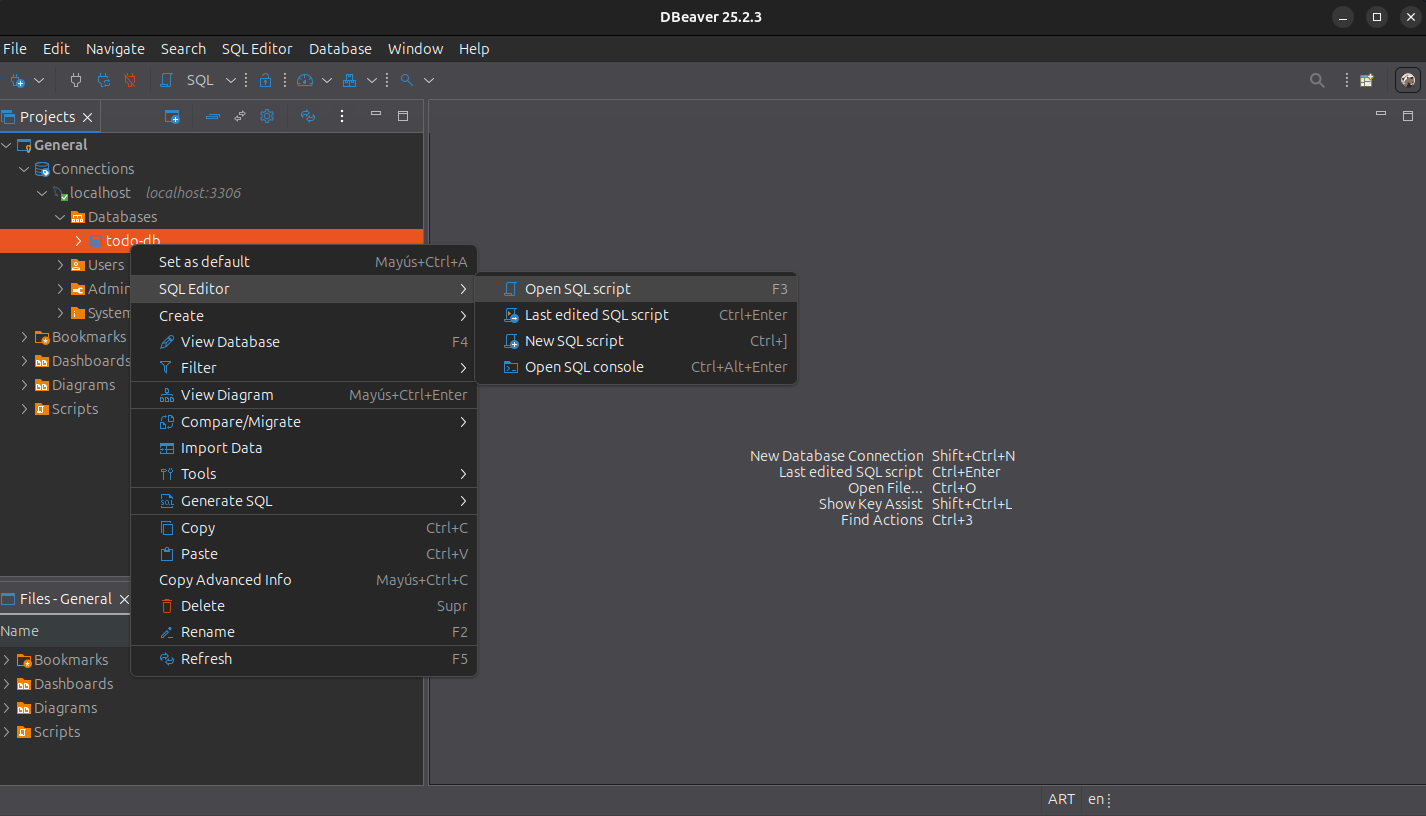 DBeaver 25.2.3
File Edit Navigate Search SQL Editor Database Window Help
SQL
Projects
General
Connections
localhost localhost:3306
Databases
todo-db
Users
Admin
System
Bookmarks
Dashboards
Diagrams
Scripts
Set as default Mayús+Ctrl+A
SQL Editor
Create
View Database F4
Filter
View Diagram Mayús+Ctrl+Enter
Compare/Migrate
Import Data
Tools
Generate SQL
Copy Ctrl+C
Paste Ctrl+V
Copy Advanced Info Mayús+Ctrl+C
Delete Supr
Rename F2
Refresh F5
Open SQL script F3
Last edited SQL script Ctrl+Enter
New SQL script Ctrl+]
Open SQL console Ctrl+Alt+Enter
New Database Connection Shift+Ctrl+N
Last edited SQL script Ctrl+Enter
Open File... Ctrl+O
Show Key Assist Shift+Ctrl+L
Find Actions Ctrl+3
Files - General
Name
Bookmarks
Dashboards
Diagrams
Scripts
ART en